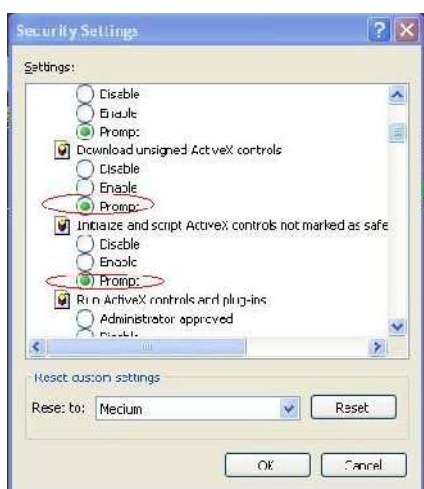 Security Settings
Settings:
Disable
Enable
Prompt
Download unsigned ActiveX controls
Disable
Enable
Prompt
Initialize and script ActiveX controls not marked as safe
Disable
Enable
Prompt
Run ActiveX controls and plug-ins
Administrator approved
Disable
Reset custom settings
Reset to: Medium Reset
OK Cancel